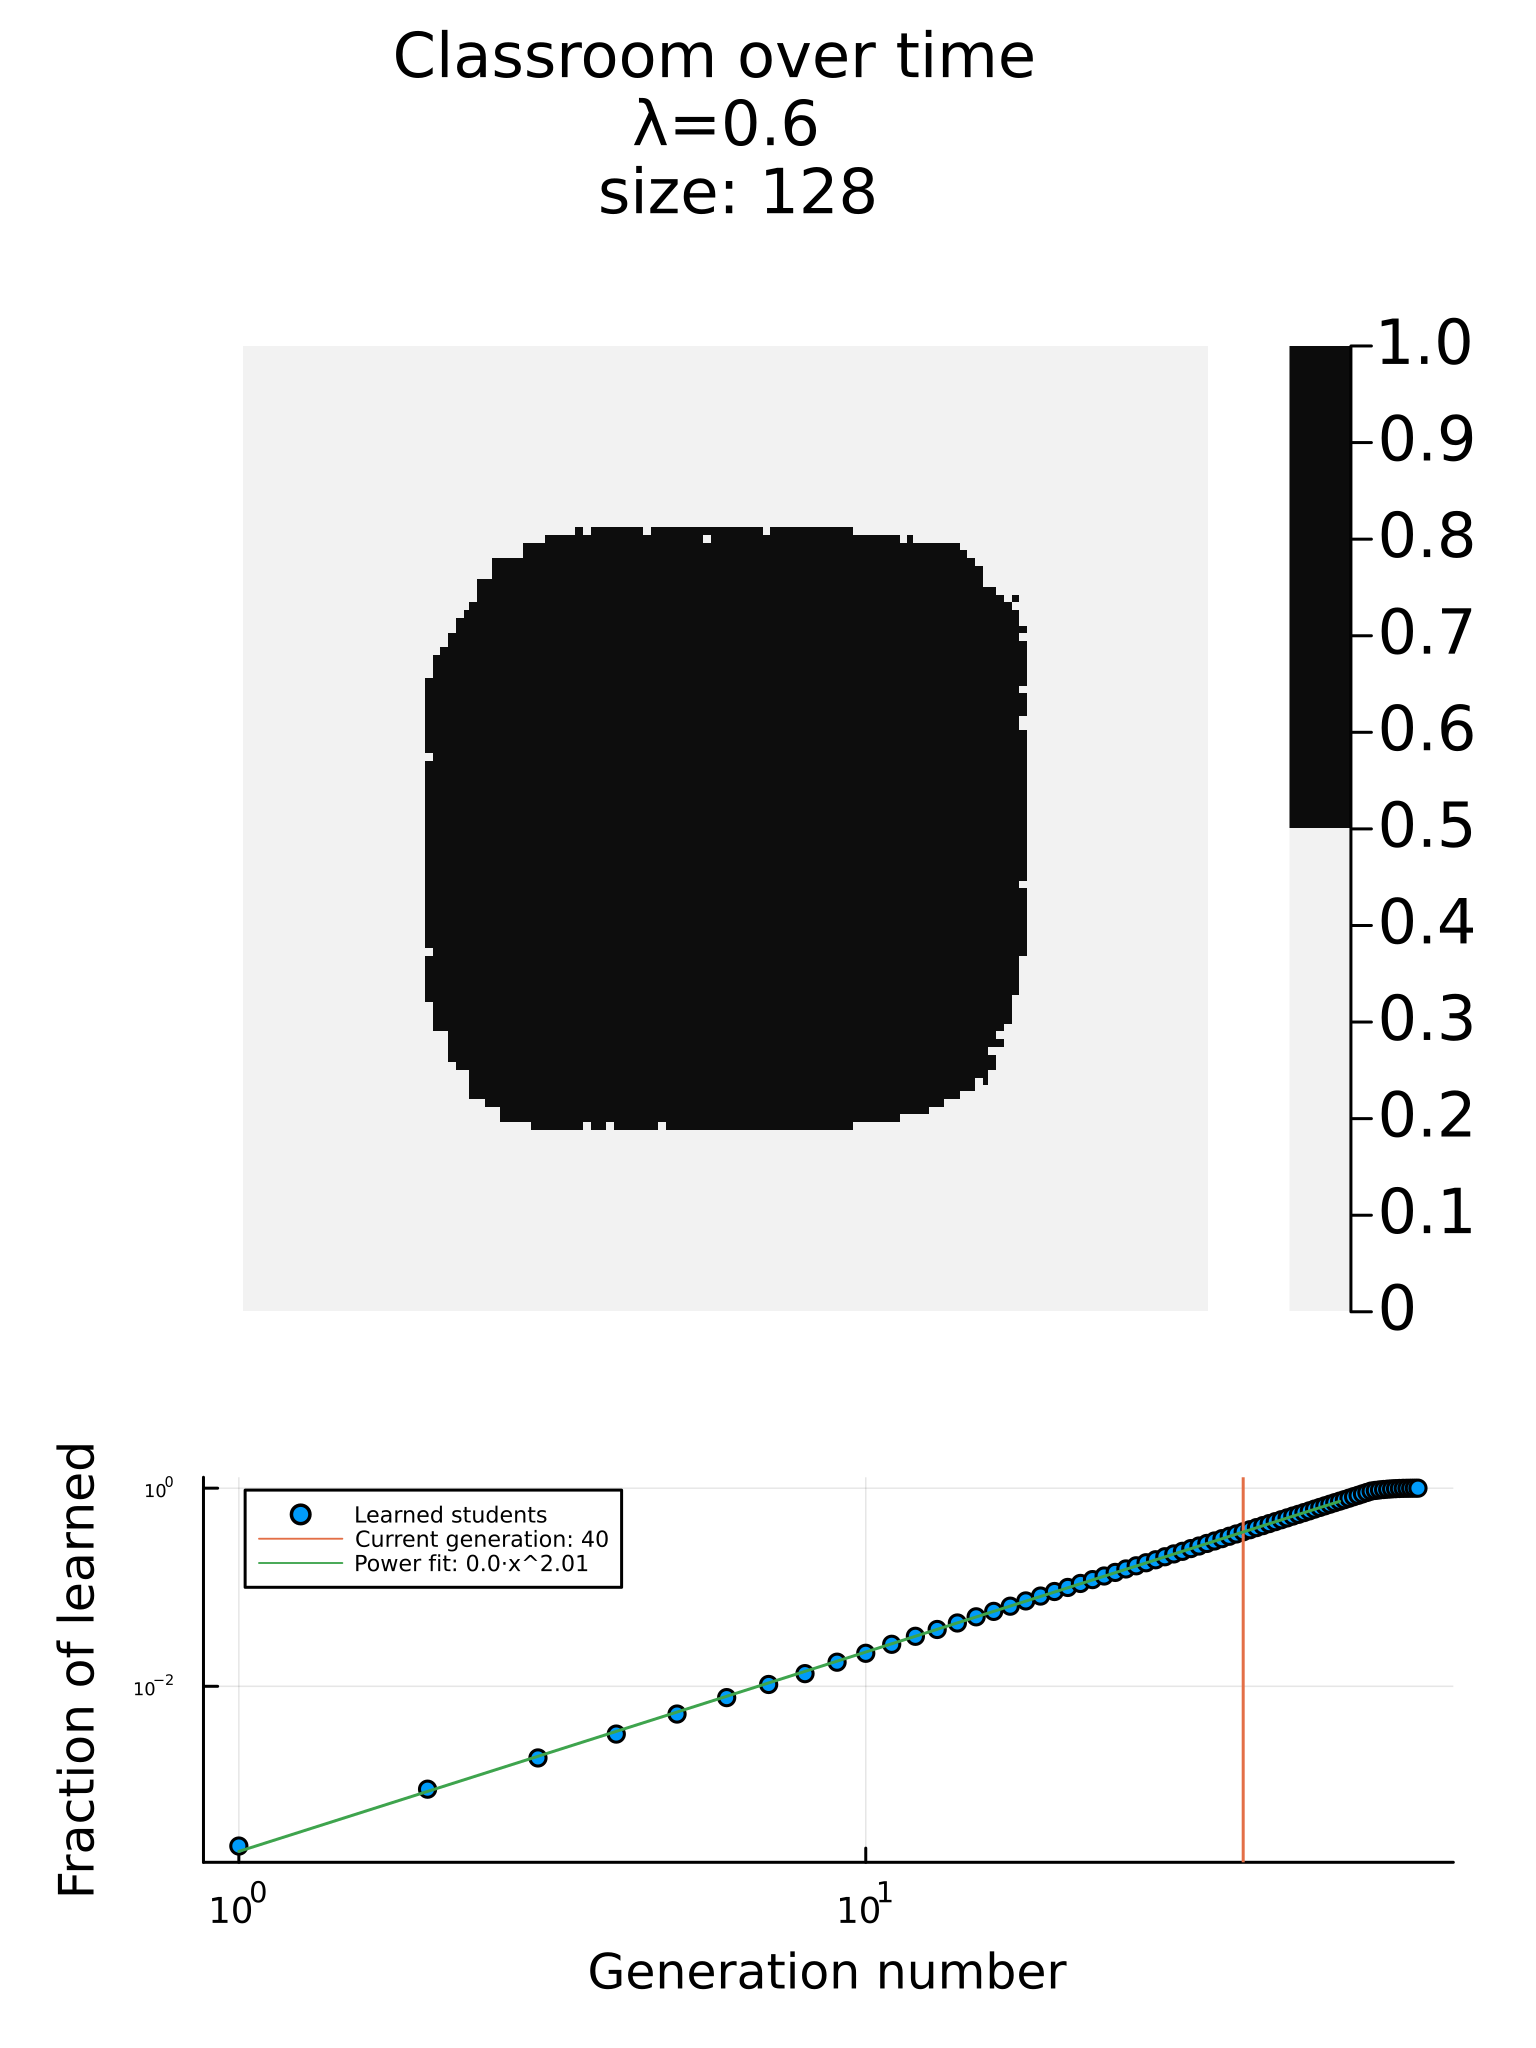 Classroom over time
λ=0.6
size: 128
1.0
0.9
0.8
0.7
0.6
0.5
0.4
0.3
0.2
0.1
0
Fraction of learned
10^0
10^−2
Learned students
Current generation: 40
Power fit: 0.0·x^2.01
10^0
10^1
Generation number